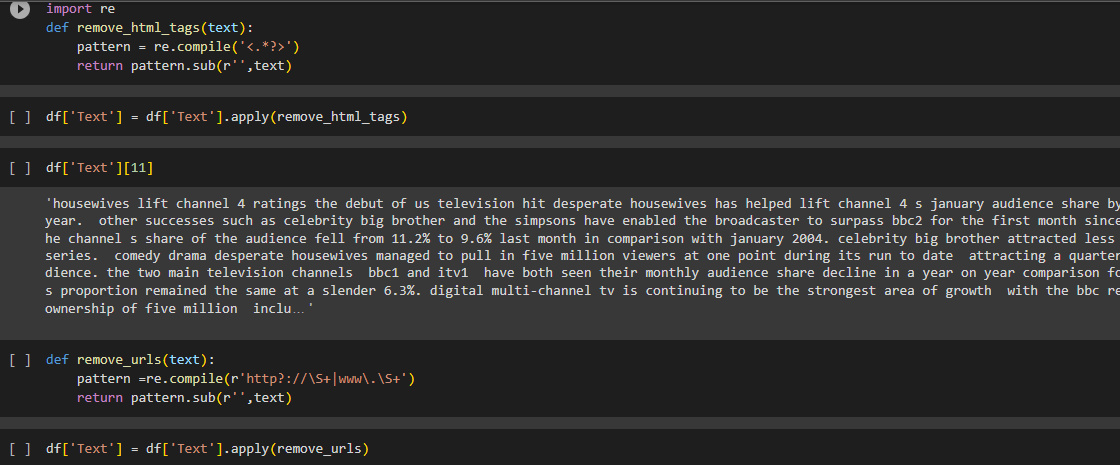 import re
def remove_html_tags(text):
    pattern = re.compile('<.*?>')
    return pattern.sub(r'',text)
[ ] df['Text'] = df['Text'].apply(remove_html_tags)
[ ] df['Text'][11]
'housewives lift channel 4 ratings the debut of us television hit desperate housewives has helped lift channel 4 s january audience share by
year.  other successes such as celebrity big brother and the simpsons have enabled the broadcaster to surpass bbc2 for the first month since
he channel s share of the audience fell from 11.2% to 9.6% last month in comparison with january 2004. celebrity big brother attracted less
series.  comedy drama desperate housewives managed to pull in five million viewers at one point during its run to date  attracting a quarter
dience. the two main television channels  bbc1 and itv1  have both seen their monthly audience share decline in a year on year comparison fo
s proportion remained the same at a slender 6.3%. digital multi-channel tv is continuing to be the strongest area of growth  with the bbc re
ownership of five million  inclu...'
[ ] def remove_urls(text):
    pattern =re.compile(r'http?://\S+|www\.\S+')
    return pattern.sub(r'',text)
[ ] df['Text'] = df['Text'].apply(remove_urls)